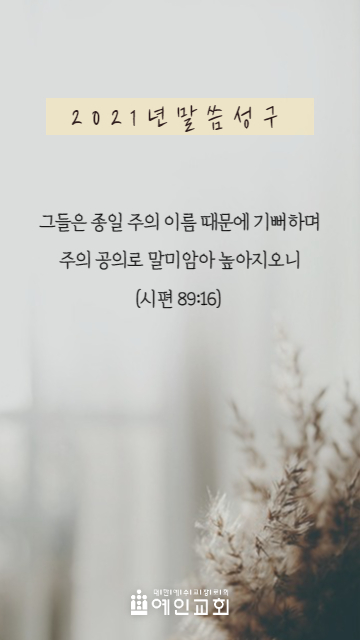 2021년말씀성구
그들은 종일 주의 이름 때문에 기뻐하며
주의 공의로 말미암아 높아지오니
(시편 89:16)
예인교회